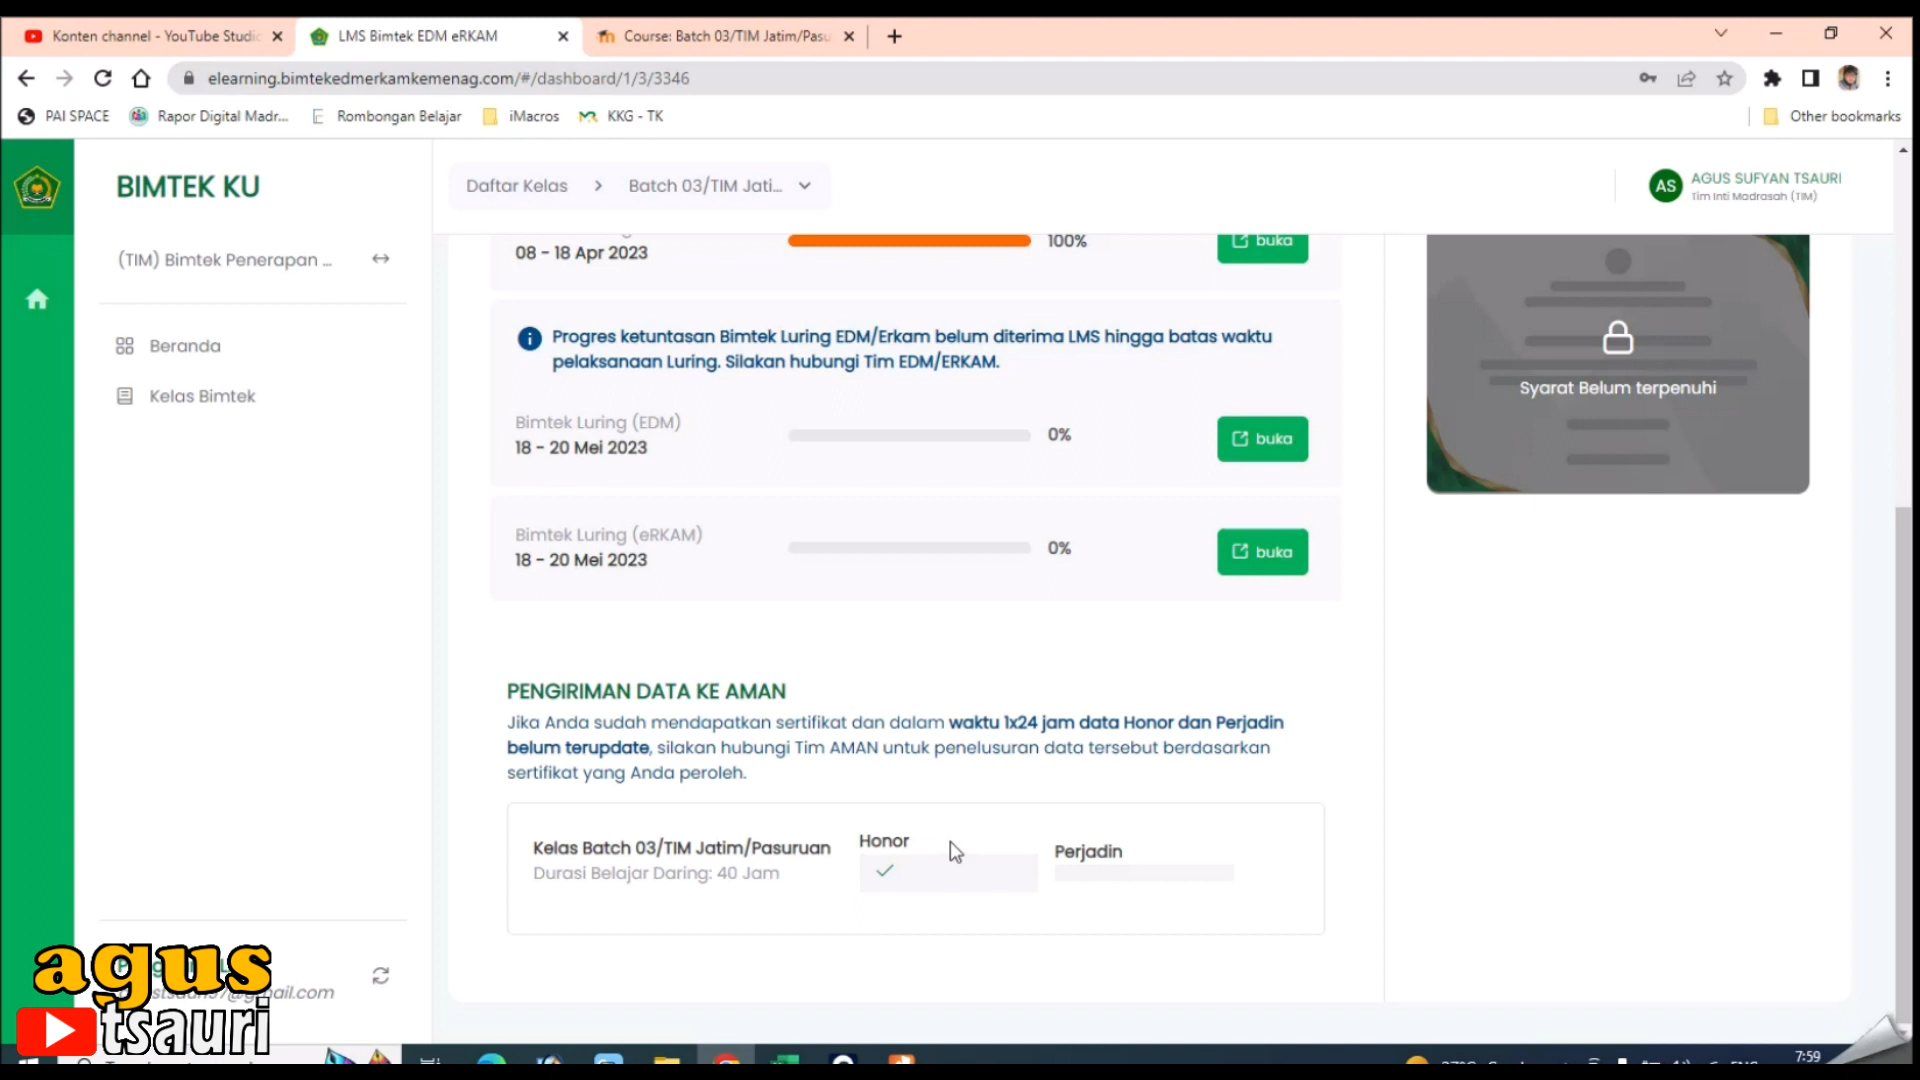 Konten channel - YouTube Studio
LMS Bimtek EDM eRKAM
Course: Batch 03/TIM Jatim/Pasu
elearning.bimtekedmerkamkemenag.com/#/dashboard/1/3/3346
PAI SPACE
Rapor Digital Madr...
Rombongan Belajar
iMacros
KKG - TK
Other bookmarks
BIMTEK KU
Daftar Kelas > Batch 03/TIM Jati...
AS
AGUS SUFYAN TSAURI
Tim Inti Madrasah (TIM)
(TIM) Bimtek Penerapan ...
Beranda
Kelas Bimtek
08 - 18 Apr 2023
100%
buka
Progres ketuntasan Bimtek Luring EDM/Erkam belum diterima LMS hingga batas waktu
pelaksanaan Luring. Silakan hubungi Tim EDM/ERKAM.
Bimtek Luring (EDM)
18 - 20 Mei 2023
0%
buka
Bimtek Luring (eRKAM)
18 - 20 Mei 2023
0%
buka
Syarat Belum terpenuhi
PENGIRIMAN DATA KE AMAN
Jika Anda sudah mendapatkan sertifikat dan dalam waktu 1x24 jam data Honor dan Perjadin
belum terupdate, silakan hubungi Tim AMAN untuk penelusuran data tersebut berdasarkan
sertifikat yang Anda peroleh.
Kelas Batch 03/TIM Jatim/Pasuruan
Durasi Belajar Daring: 40 Jam
Honor
Perjadin
agus
tsauri
7:59